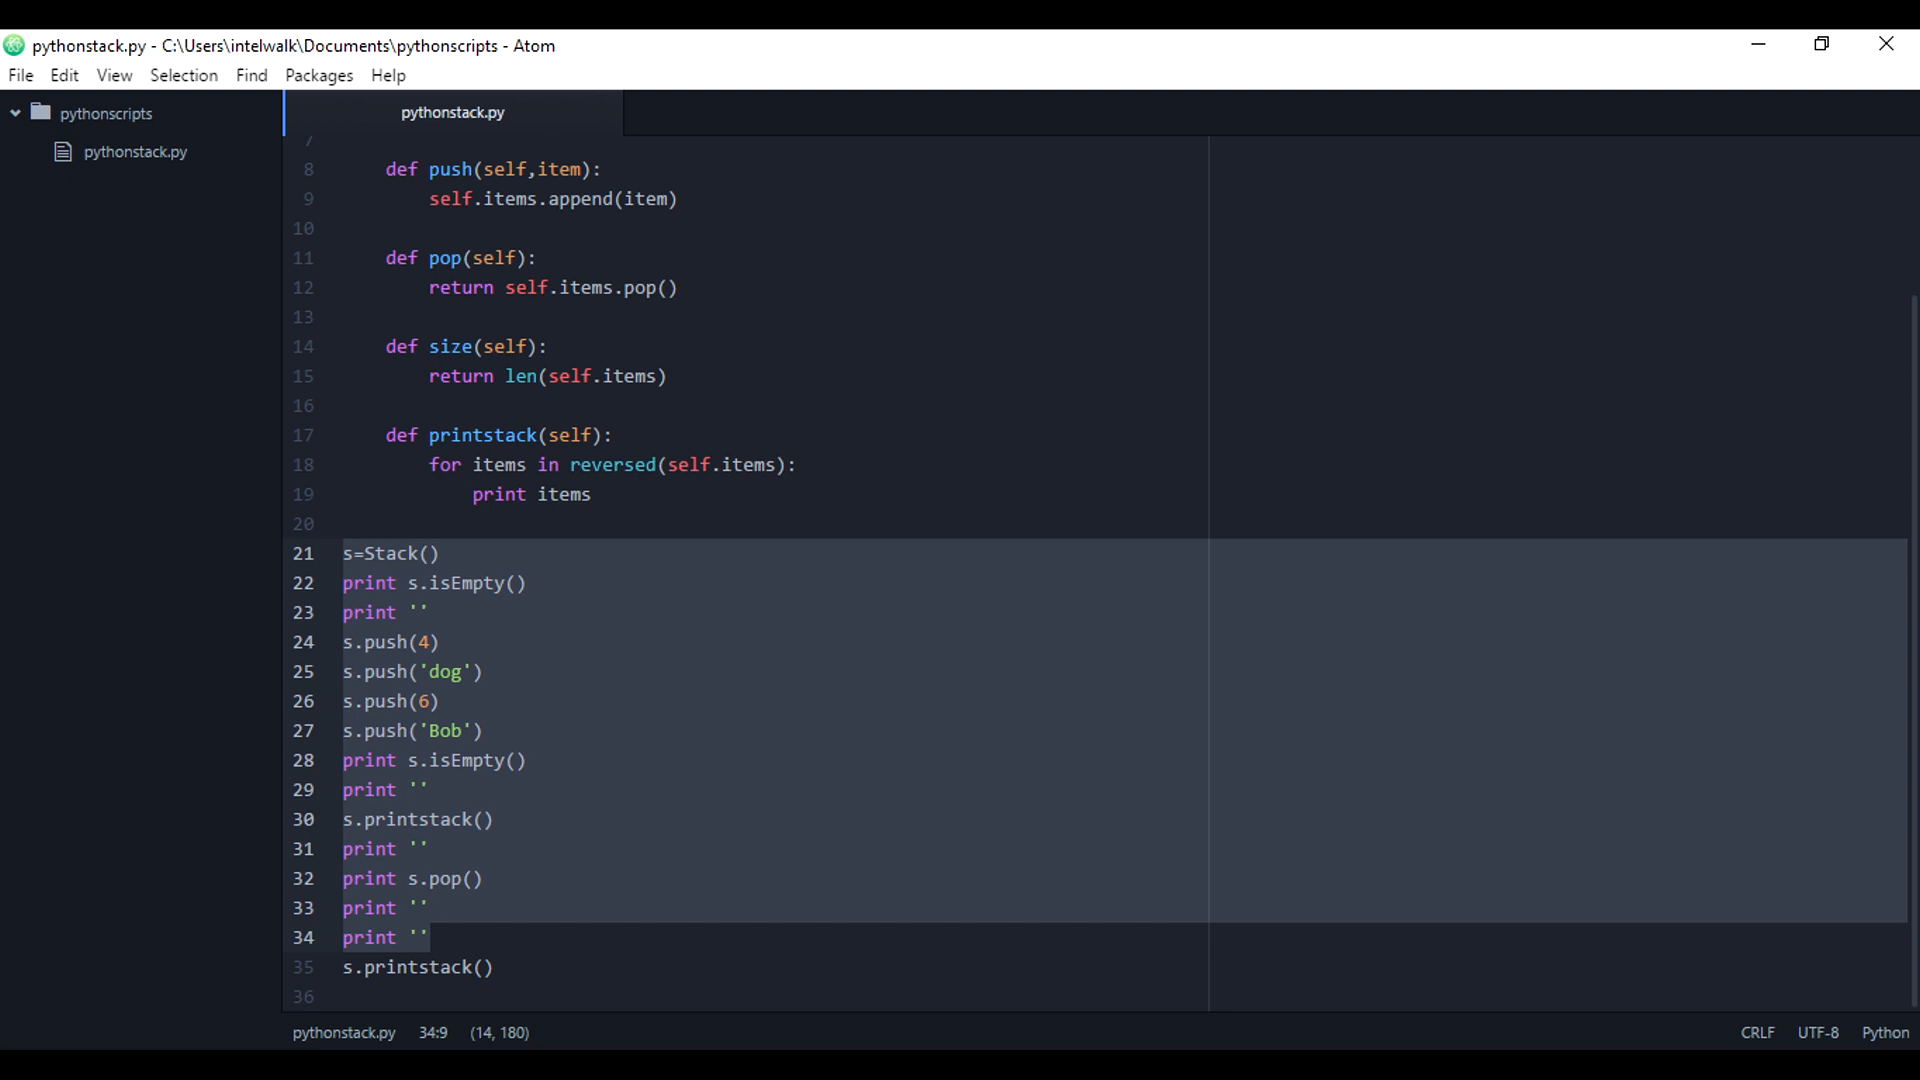 pythonstack.py - C:\Users\intelwalk\Documents\pythonscripts - Atom
File Edit View Selection Find Packages Help
pythonscripts
pythonstack.py
pythonstack.py
7
8     def push(self,item):
9         self.items.append(item)
10
11     def pop(self):
12         return self.items.pop()
13
14     def size(self):
15         return len(self.items)
16
17     def printstack(self):
18         for items in reversed(self.items):
19             print items
20
21 s=Stack()
22 print s.isEmpty()
23 print ''
24 s.push(4)
25 s.push('dog')
26 s.push(6)
27 s.push('Bob')
28 print s.isEmpty()
29 print ''
30 s.printstack()
31 print ''
32 print s.pop()
33 print ''
34 print ''
35 s.printstack()
36
pythonstack.py 34:9 (14, 180) CRLF UTF-8 Python